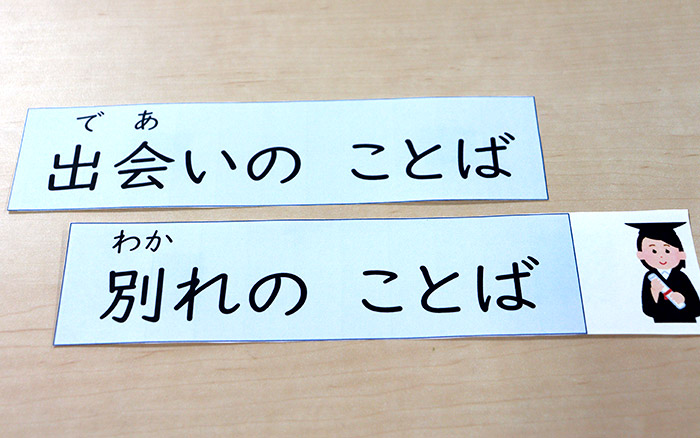 で あ
出会いの ことば
わか
別れの ことば